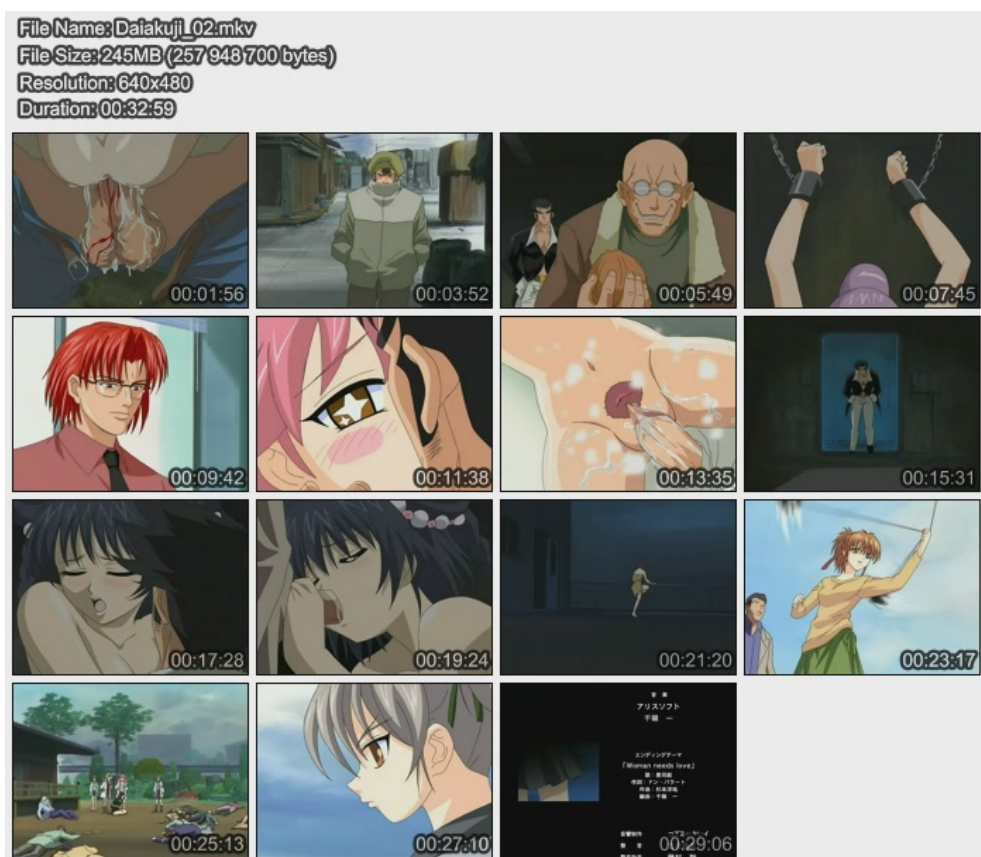 File Name: Daiakuji_02.mkv
File Size: 245MB (257 948 700 bytes)
Resolution: 640x480
Duration: 00:32:59
00:01:56
00:03:52
00:05:49
00:07:45
00:09:42
00:11:38
00:13:35
00:15:31
00:17:28
00:19:24
00:21:20
00:23:17
00:25:13
00:27:10
音楽
アリスソフト
エンディングテーマ
「Woman needs love」
00:29:06